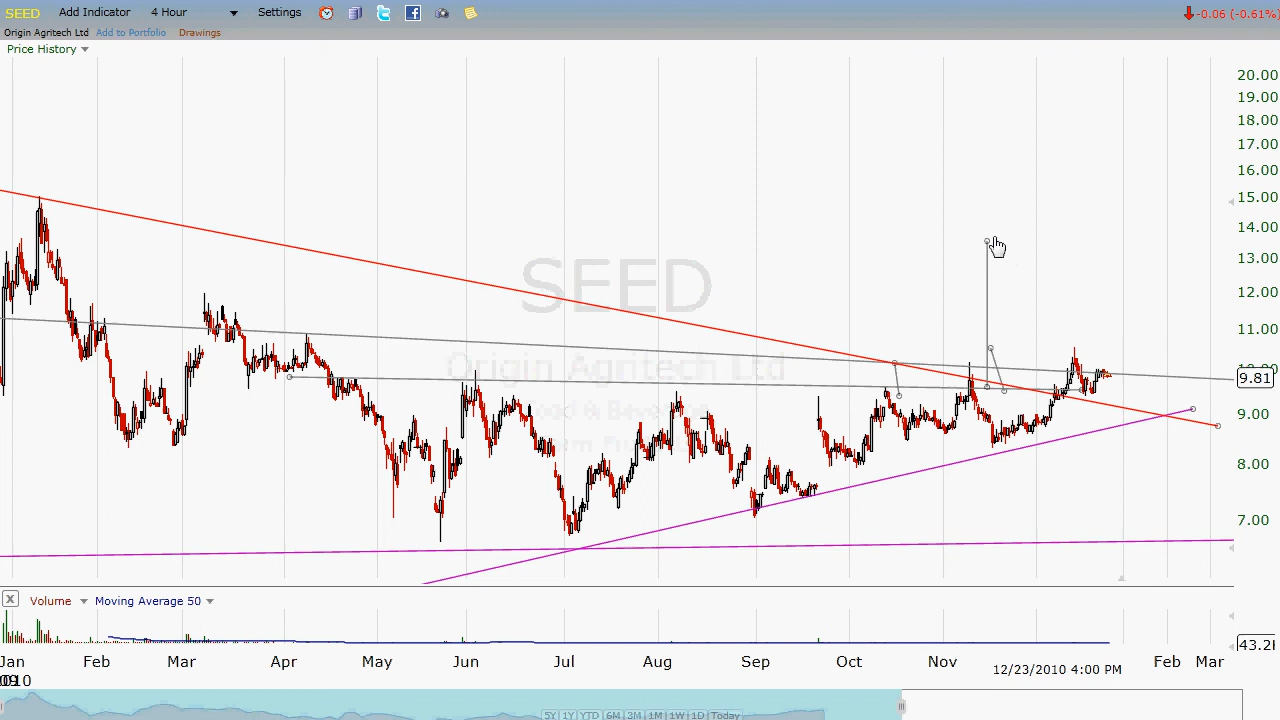 SEED Add Indicator 4 Hour Settings -0.06 (-0.61%)
Origin Agritech Ltd Add to Portfolio Drawings
Price History
20.00
19.00
18.00
17.00
16.00
15.00
14.00
13.00
12.00
11.00
9.81
9.00
8.00
7.00
SEED
Origin Agritech Ltd
Food & Beverage
X Volume Moving Average 50
43.2
Jan Feb Mar Apr May Jun Jul Aug Sep Oct Nov 12/23/2010 4:00 PM Feb Mar
5Y 1Y YTD 6M 3M 1M 1W 1D Today